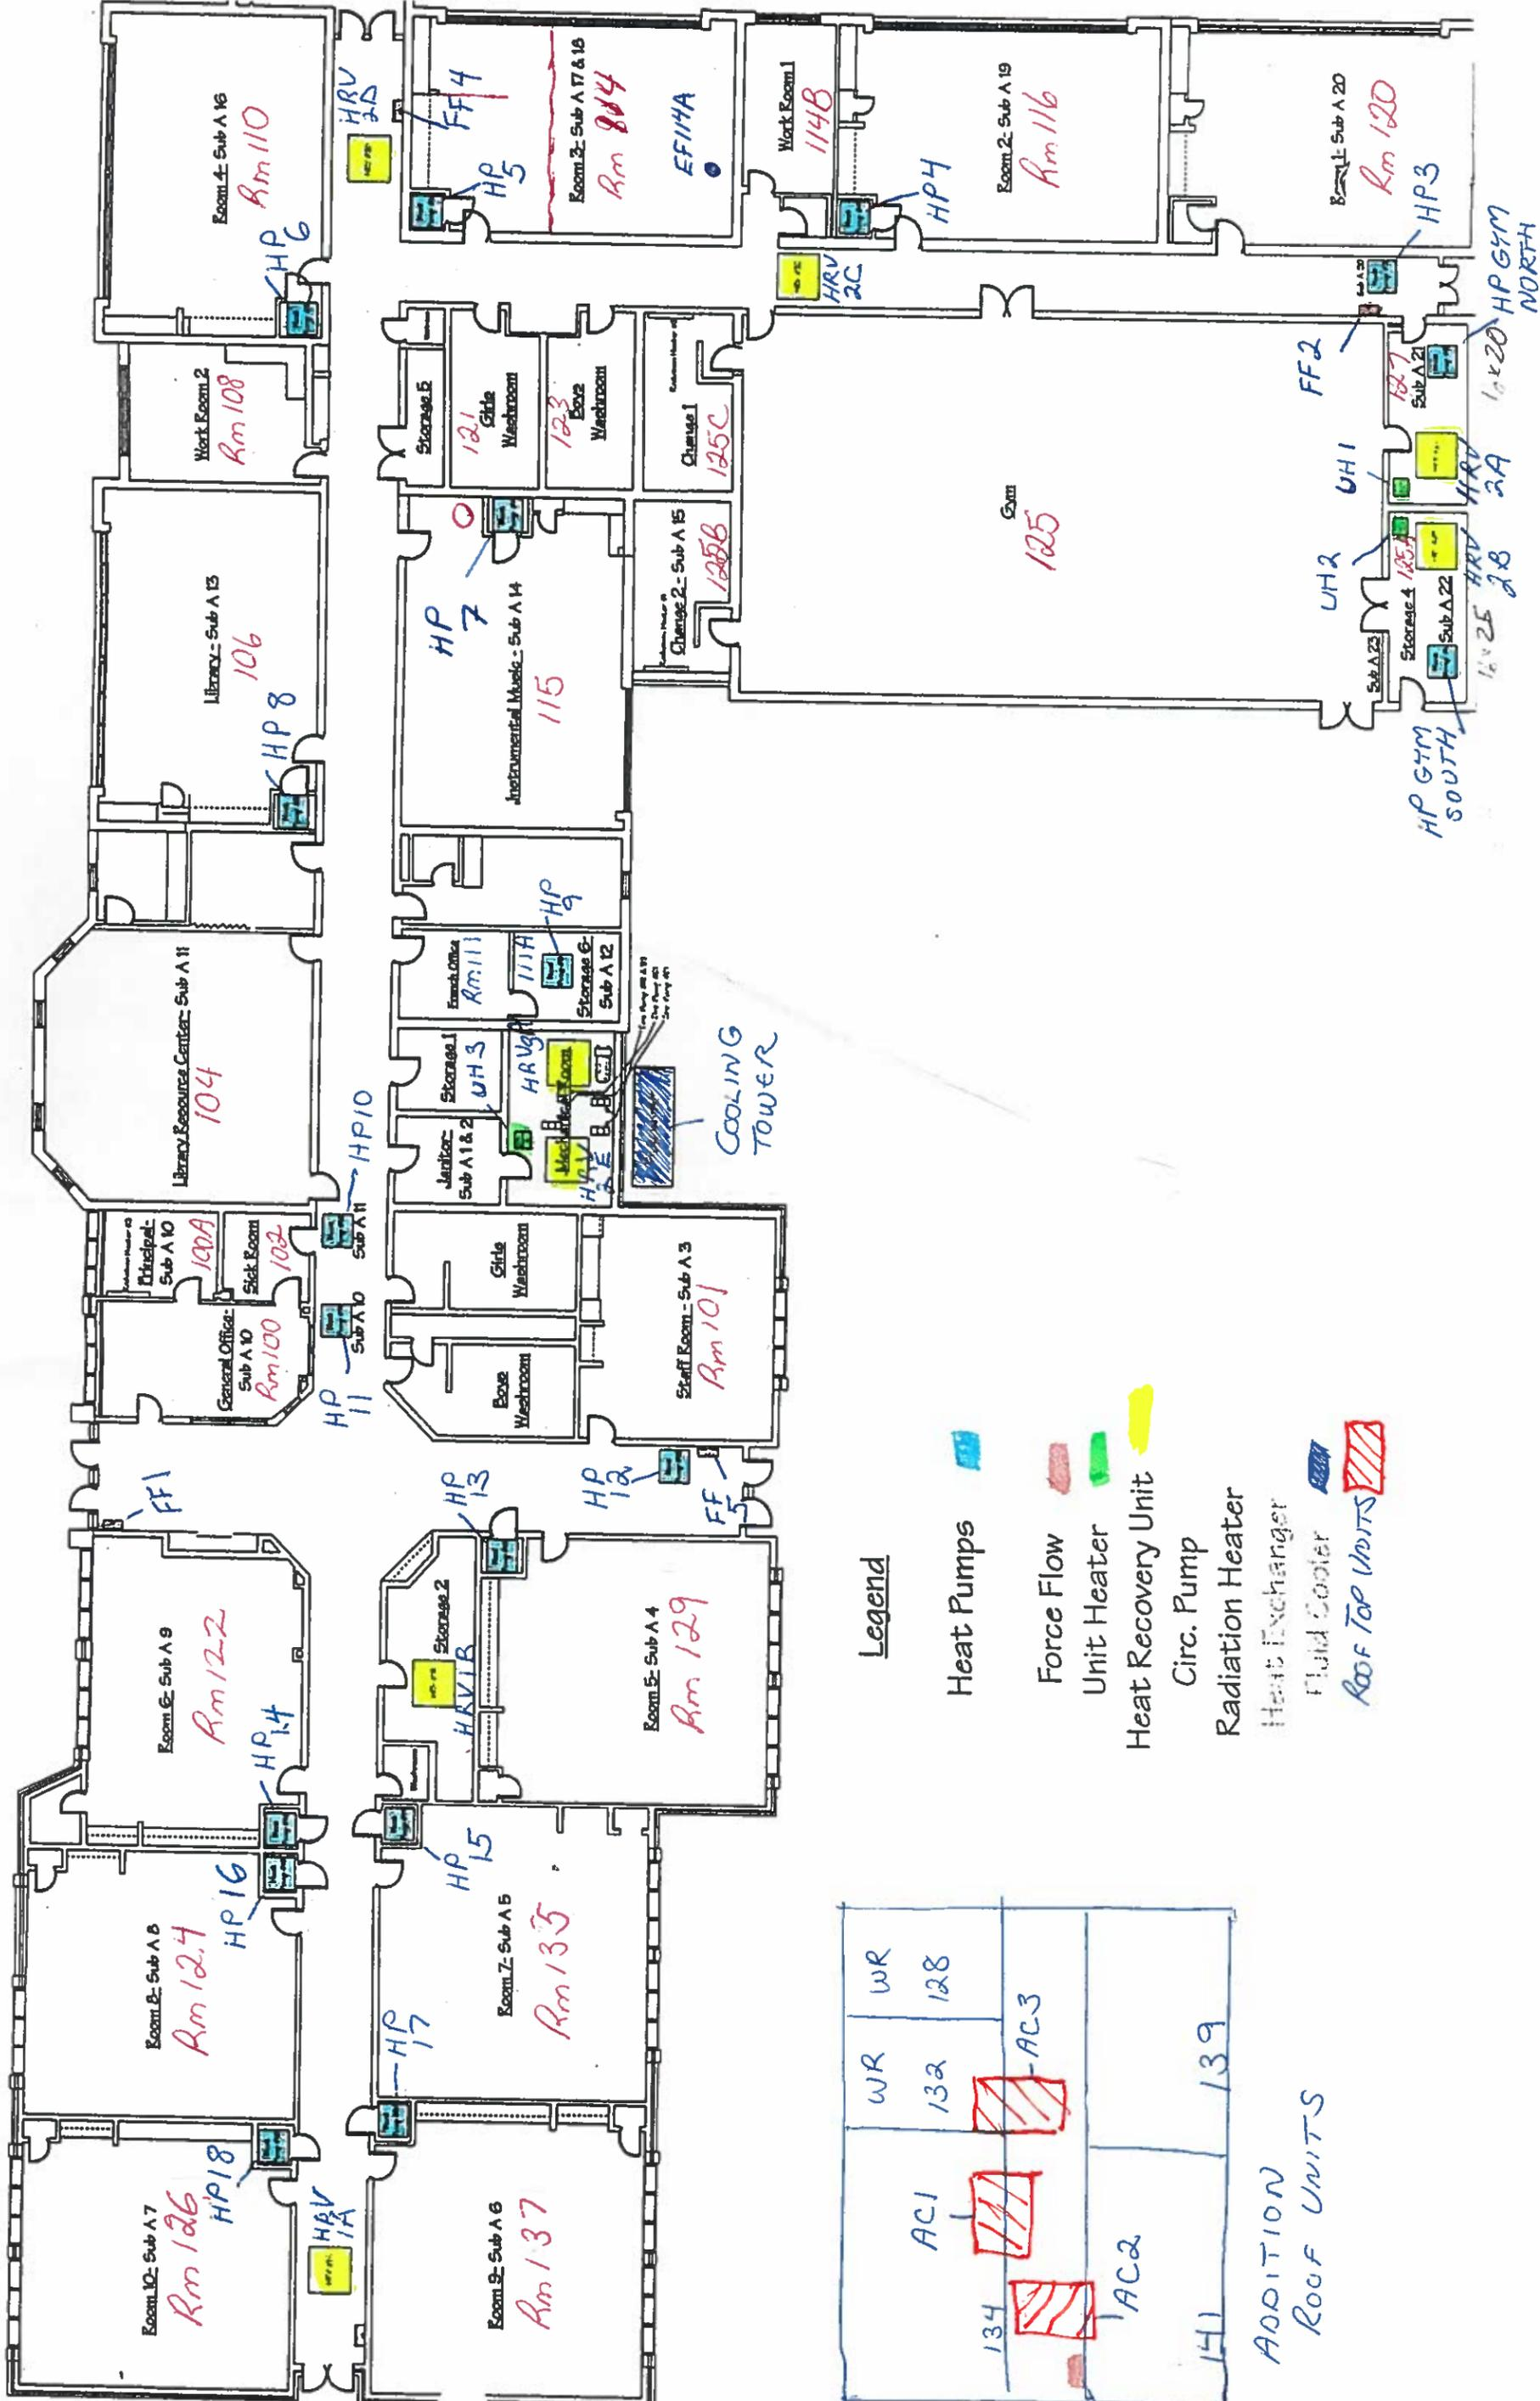 Room 10- Sub A 7
Rm 126
HP18
HRV
1A
Room 9- Sub A 6
Rm 137
Room 8- Sub A 8
Rm 124
HP 16
HP
17
Room 7- Sub A 5
Rm 135
HP
15
HP
14
Room 6- Sub A 9
Rm 122
Storage 2
HRV1B
Room 5- Sub A 4
Rm 129
HP
13
FF1
HP
12
FF
5
General Office-
Sub A 10
Rm100
HP
11
Sub A 10
Principal-
Sub A 10
100A
Sick Room
102
Sub A 11
HP10
Boys
Washroom
Girls
Washroom
Staff Room - Sub A 3
Rm 101
Library Resource Center- Sub A 11
104
Janitor-
Sub A 1 & 2
Storage 1
UH3
Mechanical Room
HRV
2E
COOLING
TOWER
French Office
Rm111
111A
HP
9
Storage 6-
Sub A 12
Library - Sub A 13
106
HP 8
Instrumental Music - Sub A 14
115
HP
7
Work Room 2
Rm 108
Storage 5
121
Girls
Washroom
123
Boys
Washroom
Change 1
125C
Change 2 - Sub A 15
125B
Room 4- Sub A 16
Rm 110
HP
6
HRV
2D
FF4
HP
5
Room 3- Sub A 17 & 18
Rm 114
EF114A
Work Room 1
114B
HRV
2C
HP4
Room 2- Sub A 19
Rm 116
Gym
125
Sub A 20
Rm 120
HP3
Sub A 20
FF2
127
Sub A 21
HP GYM
NORTH
UH1
HRV
2A
UH2
Storage 4
125A
HRV
2B
Sub A 22
Sub A 23
HP GYM
SOUTH
Legend
Heat Pumps
Force Flow
Unit Heater
Heat Recovery Unit
Circ. Pump
Radiation Heater
Heat Exchanger
Fluid Cooler
ROOF TOP UNITS
WR
132
WR
128
AC1
AC3
134
AC2
141
139
ADDITION
ROOF UNITS